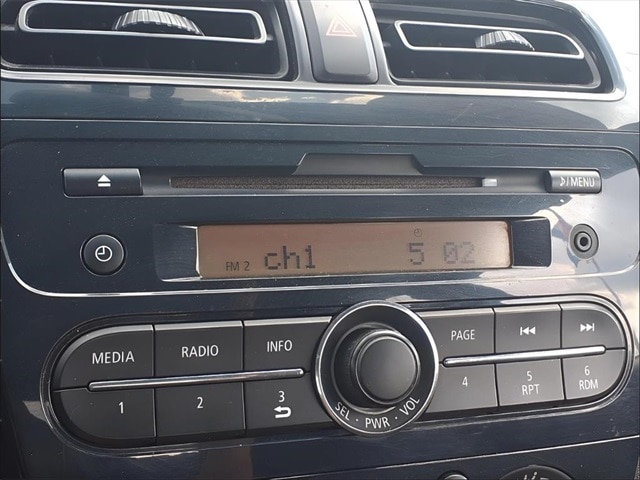 MENU
FM 2 ch1 5 02
MEDIA RADIO INFO PAGE
1 2 3 4 5 RPT 6 RDM
SEL - PWR - VOL